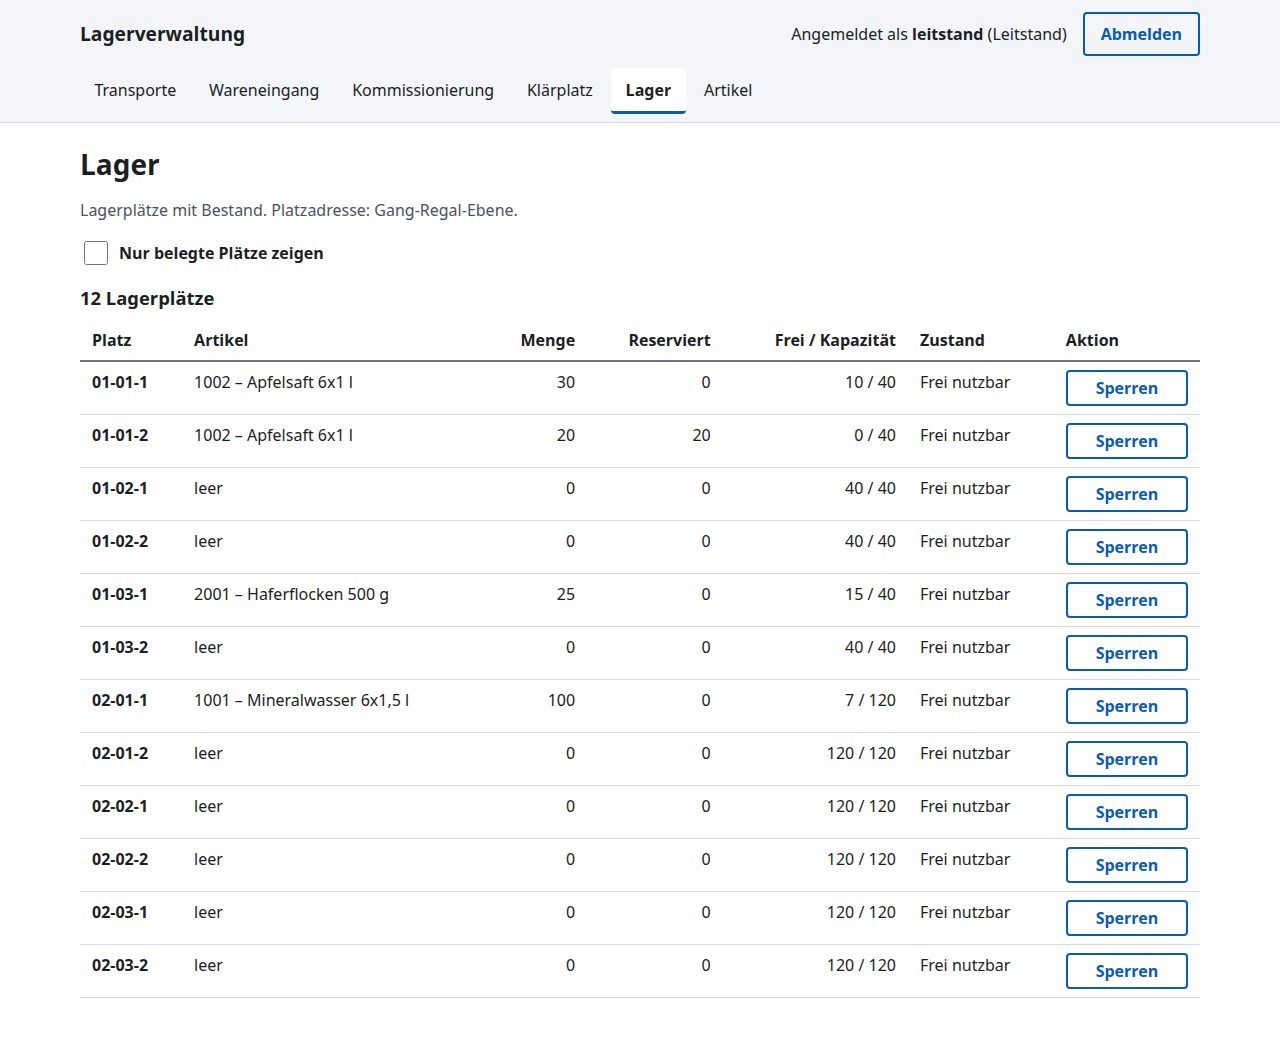 Lagerverwaltung
Angemeldet als leitstand (Leitstand) Abmelden
Transporte Wareneingang Kommissionierung Klärplatz Lager Artikel
Lager
Lagerplätze mit Bestand. Platzadresse: Gang-Regal-Ebene.
Nur belegte Plätze zeigen
12 Lagerplätze
Platz Artikel Menge Reserviert Frei / Kapazität Zustand Aktion
01-01-1 1002 – Apfelsaft 6x1 l 30 0 10 / 40 Frei nutzbar Sperren
01-01-2 1002 – Apfelsaft 6x1 l 20 20 0 / 40 Frei nutzbar Sperren
01-02-1 leer 0 0 40 / 40 Frei nutzbar Sperren
01-02-2 leer 0 0 40 / 40 Frei nutzbar Sperren
01-03-1 2001 – Haferflocken 500 g 25 0 15 / 40 Frei nutzbar Sperren
01-03-2 leer 0 0 40 / 40 Frei nutzbar Sperren
02-01-1 1001 – Mineralwasser 6x1,5 l 100 0 7 / 120 Frei nutzbar Sperren
02-01-2 leer 0 0 120 / 120 Frei nutzbar Sperren
02-02-1 leer 0 0 120 / 120 Frei nutzbar Sperren
02-02-2 leer 0 0 120 / 120 Frei nutzbar Sperren
02-03-1 leer 0 0 120 / 120 Frei nutzbar Sperren
02-03-2 leer 0 0 120 / 120 Frei nutzbar Sperren